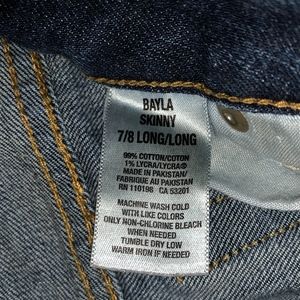 BAYLA
SKINNY
7/8 LONG/LONG
99% COTTON/COTON
1% LYCRA/LYCRA®
MADE IN PAKISTAN/
FABRIQUE AU PAKISTAN
RN 110198 CA 53201
MACHINE WASH COLD
WITH LIKE COLORS
ONLY NON-CHLORINE BLEACH
WHEN NEEDED
TUMBLE DRY LOW
WARM IRON IF NEEDED